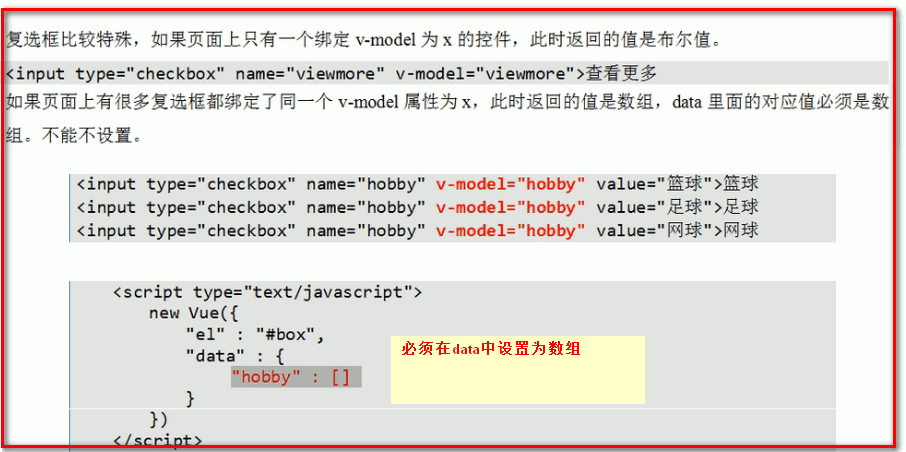 复选框比较特殊，如果页面上只有一个绑定 v-model 为 x 的控件，此时返回的值是布尔值。
<input type="checkbox" name="viewmore" v-model="viewmore">查看更多
如果页面上有很多复选框都绑定了同一个 v-model 属性为 x，此时返回的值是数组，data 里面的对应值必须是数
组。不能不设置。
<input type="checkbox" name="hobby" v-model="hobby" value="篮球">篮球
<input type="checkbox" name="hobby" v-model="hobby" value="足球">足球
<input type="checkbox" name="hobby" v-model="hobby" value="网球">网球
<script type="text/javascript">
new Vue({
"el" : "#box",
"data" : {
"hobby" : []
}
})
</script>
必须在data中设置为数组